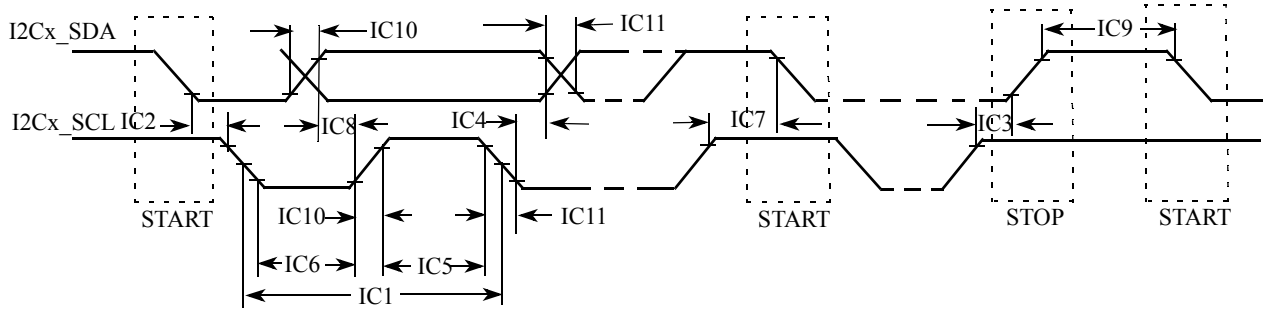 I2Cx_SDA
IC10
IC11
IC9
I2Cx_SCL
IC2
IC8
IC4
IC7
IC3
START
IC10
IC11
START
STOP
START
IC6
IC5
IC1